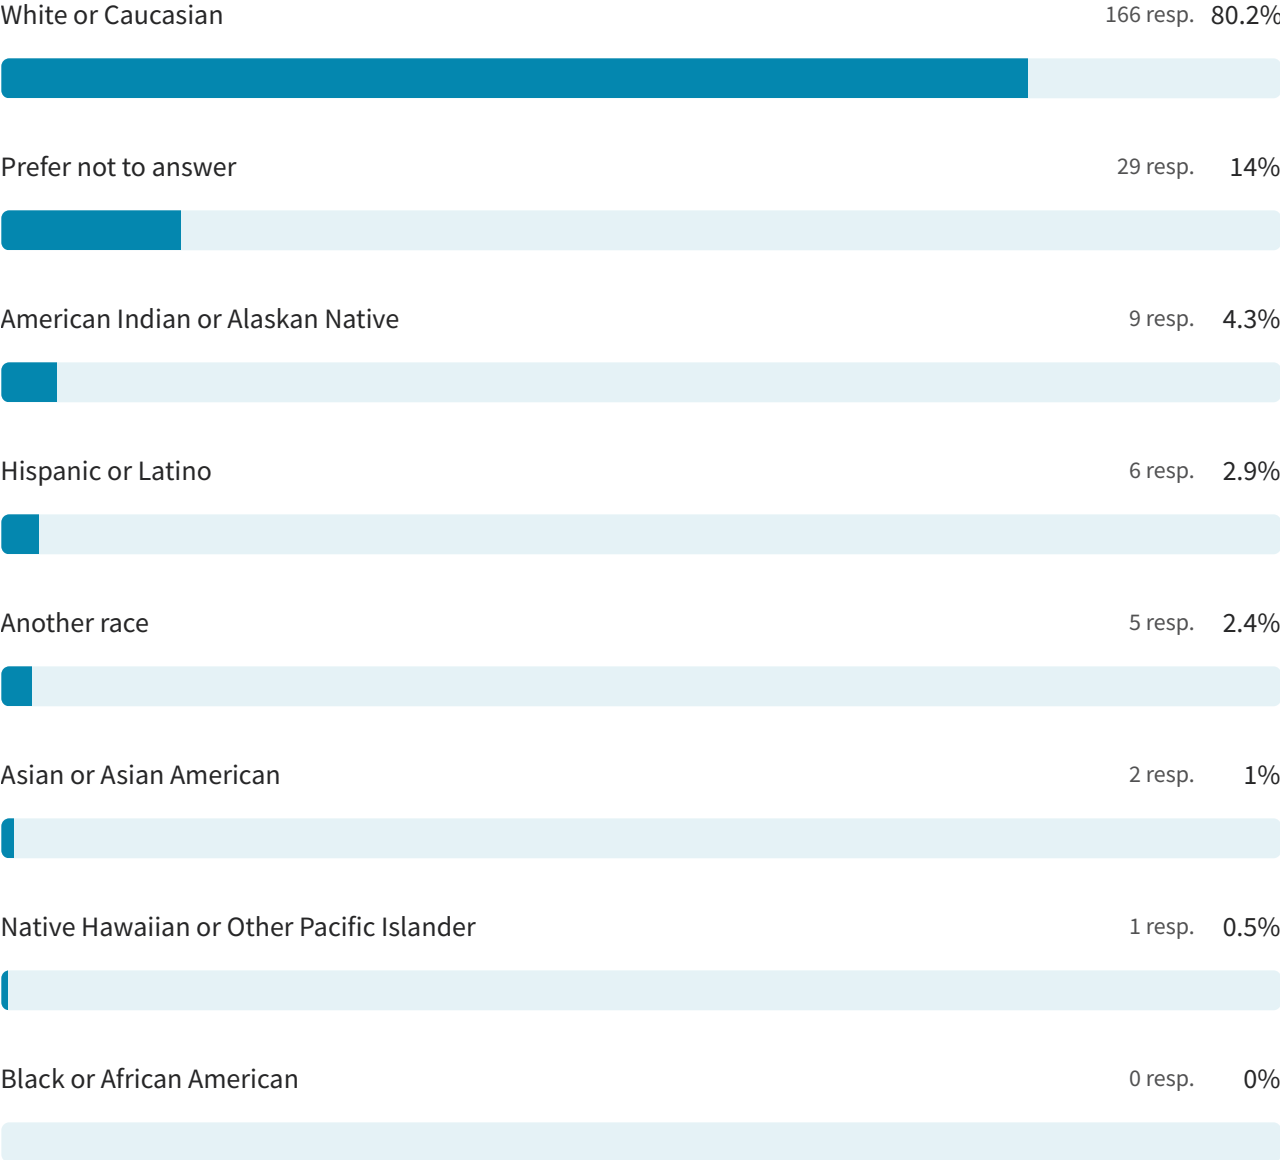 White or Caucasian 166 resp. 80.2%
Prefer not to answer 29 resp. 14%
American Indian or Alaskan Native 9 resp. 4.3%
Hispanic or Latino 6 resp. 2.9%
Another race 5 resp. 2.4%
Asian or Asian American 2 resp. 1%
Native Hawaiian or Other Pacific Islander 1 resp. 0.5%
Black or African American 0 resp. 0%